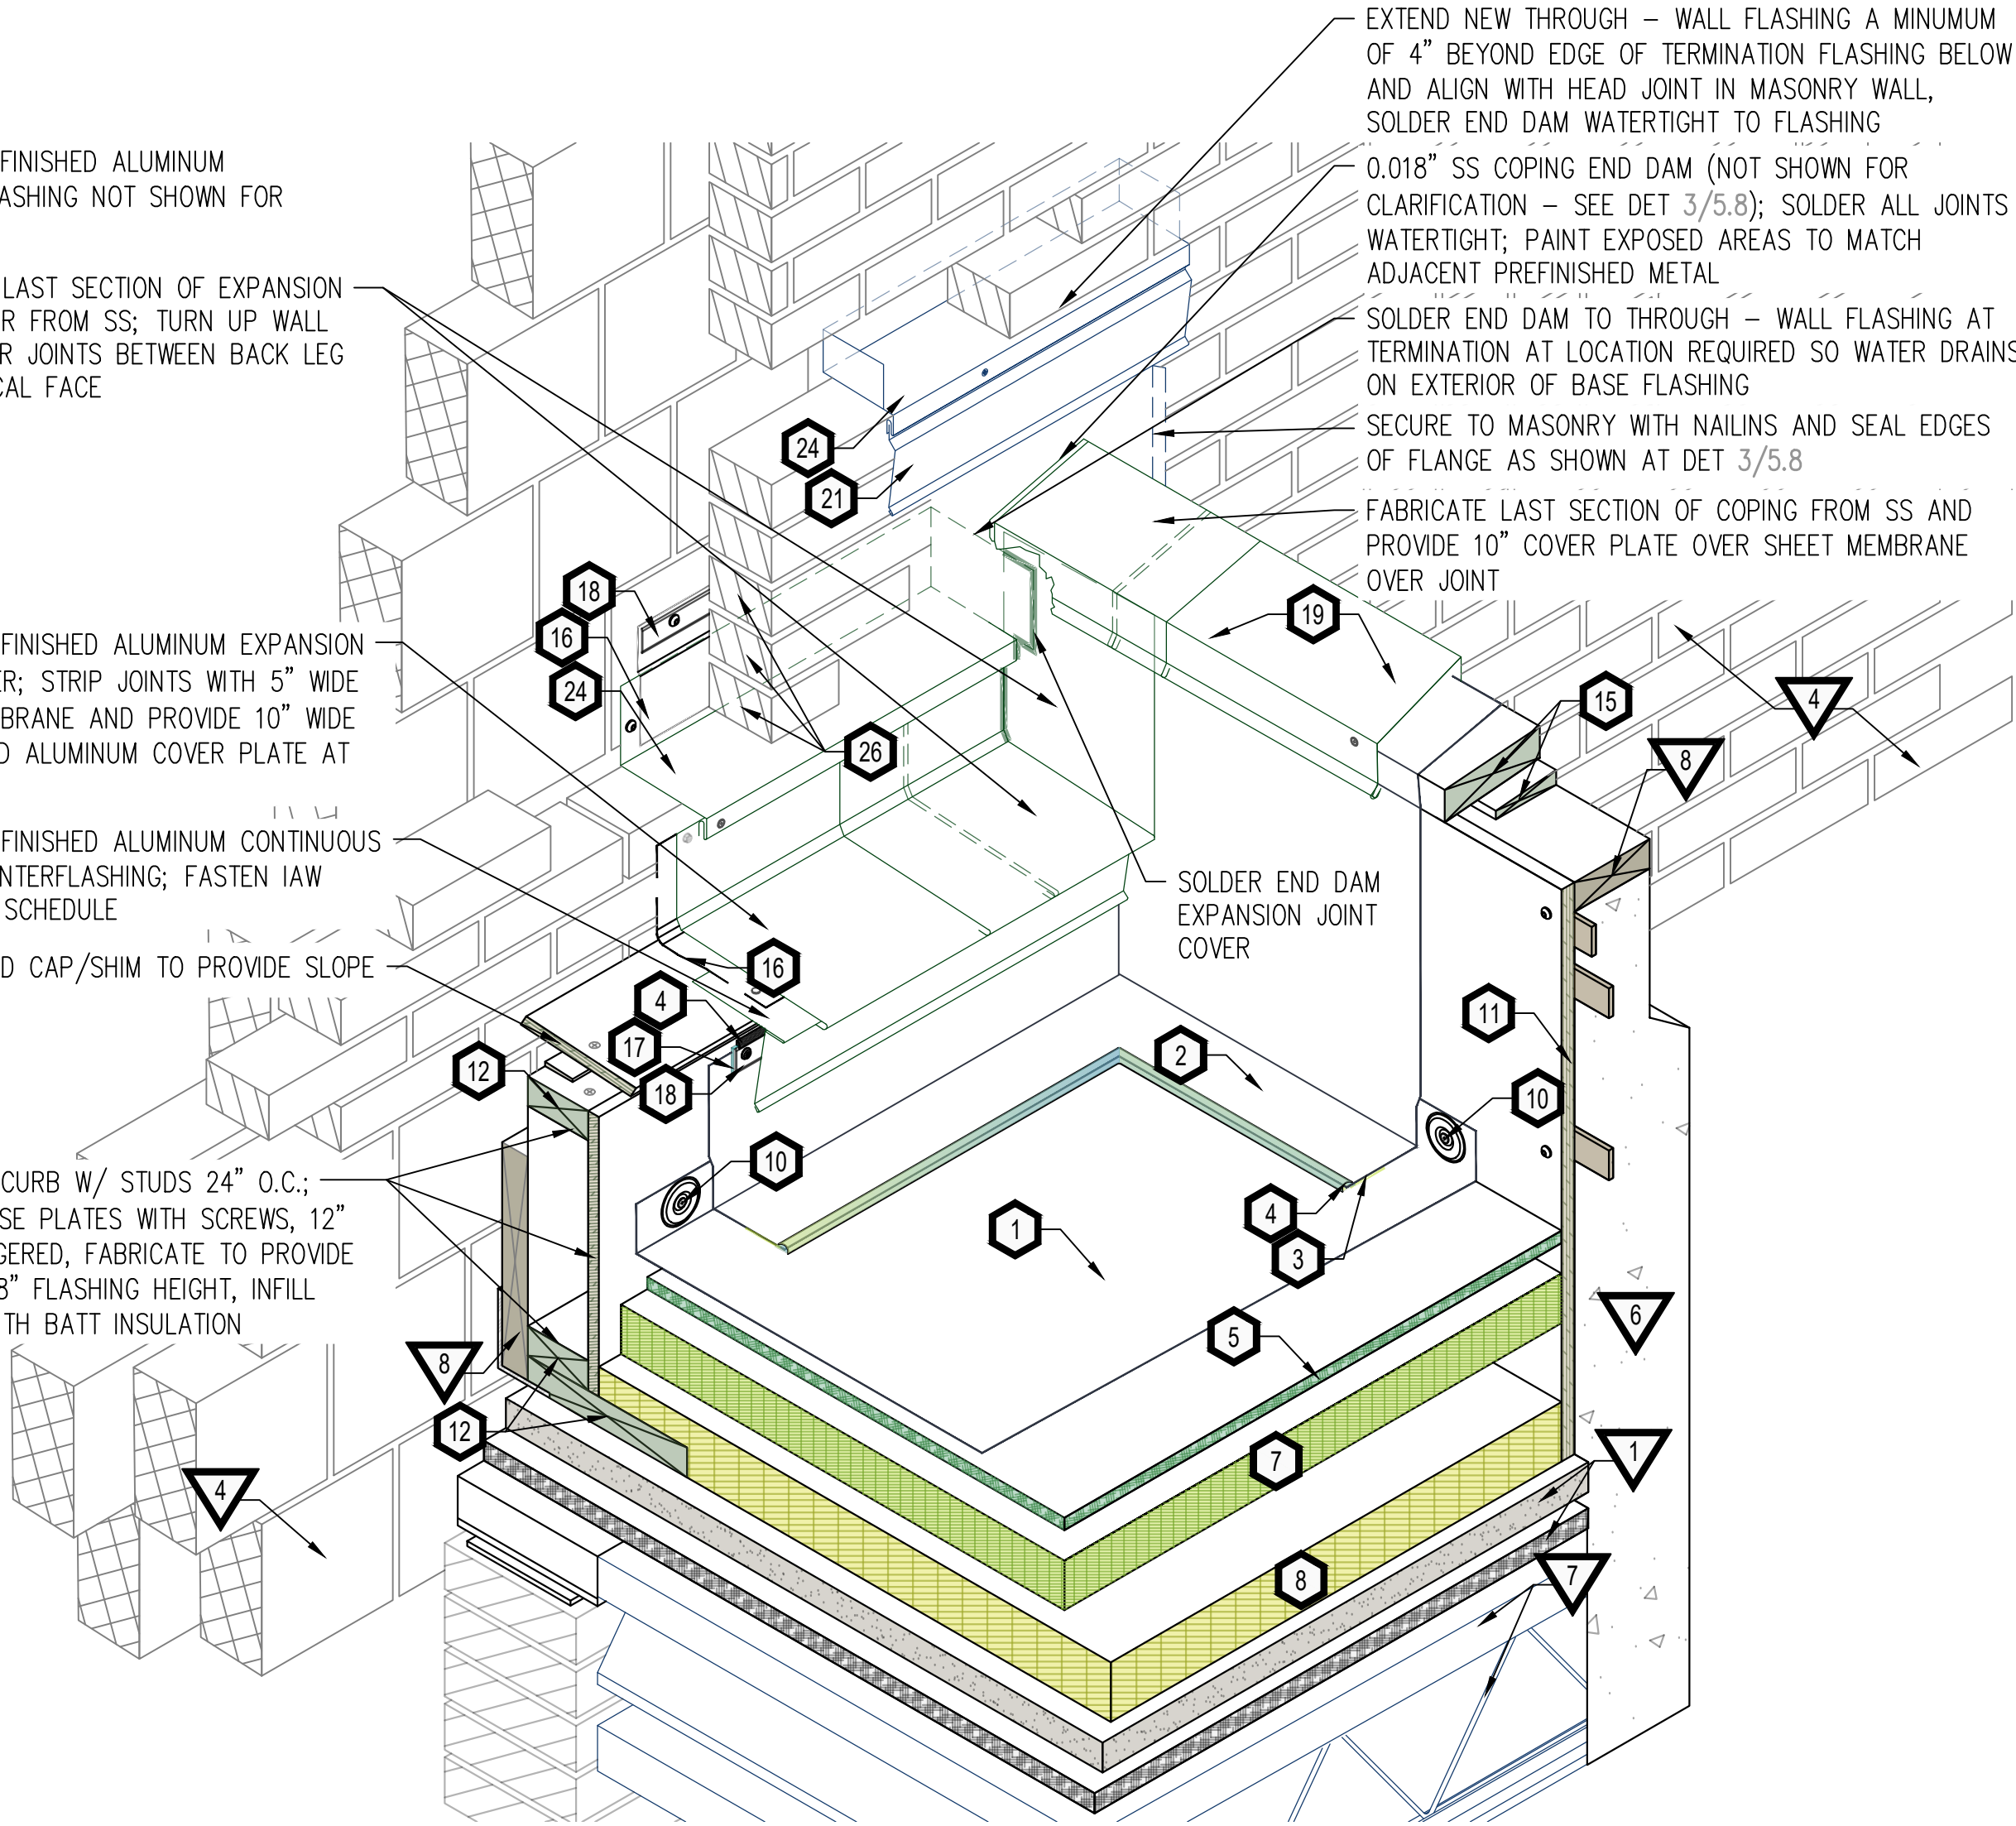 EXTEND NEW THROUGH – WALL FLASHING A MINUMUM
OF 4" BEYOND EDGE OF TERMINATION FLASHING BELOW
AND ALIGN WITH HEAD JOINT IN MASONRY WALL,
SOLDER END DAM WATERTIGHT TO FLASHING
0.018" SS COPING END DAM (NOT SHOWN FOR
CLARIFICATION – SEE DET 3/5.8); SOLDER ALL JOINTS
WATERTIGHT; PAINT EXPOSED AREAS TO MATCH
ADJACENT PREFINISHED METAL
SOLDER END DAM TO THROUGH – WALL FLASHING AT
TERMINATION AT LOCATION REQUIRED SO WATER DRAINS
ON EXTERIOR OF BASE FLASHING
SECURE TO MASONRY WITH NAILINS AND SEAL EDGES
OF FLANGE AS SHOWN AT DET 3/5.8
FABRICATE LAST SECTION OF COPING FROM SS AND
PROVIDE 10" COVER PLATE OVER SHEET MEMBRANE
OVER JOINT
FINISHED ALUMINUM
ASHING NOT SHOWN FOR
LAST SECTION OF EXPANSION
R FROM SS; TURN UP WALL
R JOINTS BETWEEN BACK LEG
CAL FACE
FINISHED ALUMINUM EXPANSION
ER; STRIP JOINTS WITH 5" WIDE
MBRANE AND PROVIDE 10" WIDE
D ALUMINUM COVER PLATE AT
FINISHED ALUMINUM CONTINUOUS
NTERFLASHING; FASTEN IAW
SCHEDULE
D CAP/SHIM TO PROVIDE SLOPE
CURB W/ STUDS 24" O.C.;
SE PLATES WITH SCREWS, 12"
GERED, FABRICATE TO PROVIDE
8" FLASHING HEIGHT, INFILL
TH BATT INSULATION
SOLDER END DAM
EXPANSION JOINT
COVER
24
21
18
16
24
26
19
15
4
8
16
4
17
18
12
2
11
10
10
1
4
3
5
6
8
12
7
1
4
8
7